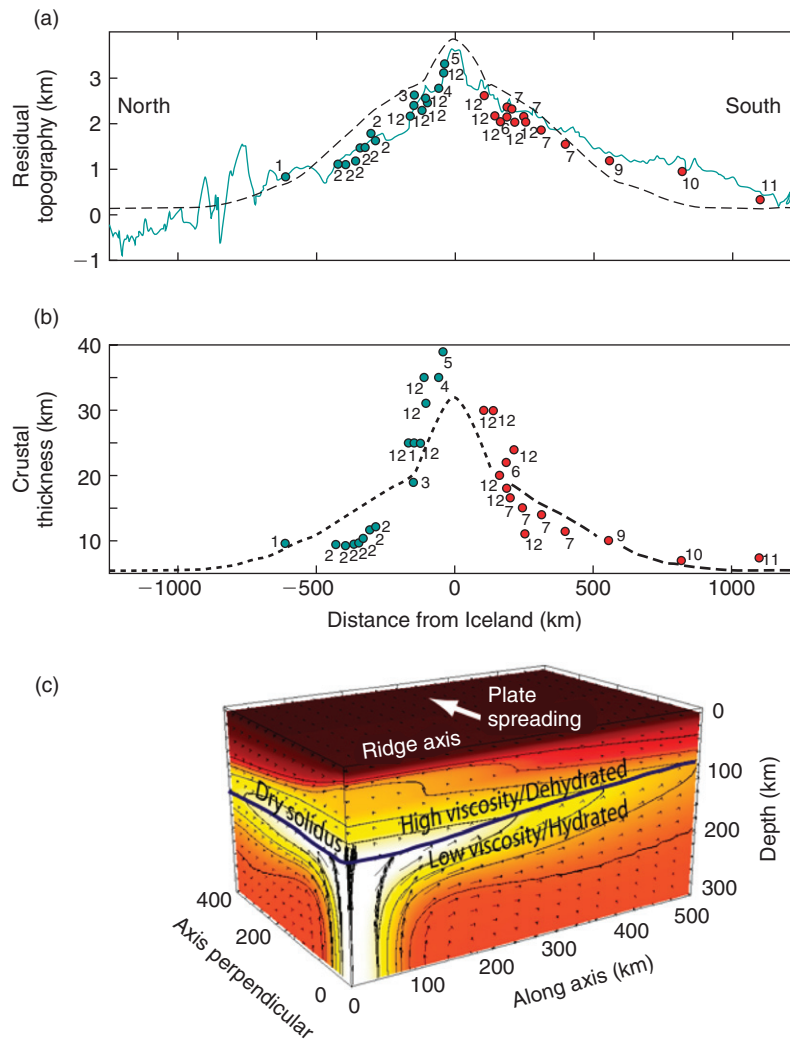 (a)
Residual
topography (km)
3
2
1
0
−1
North
South
1
2 2 2
2 2
2
2
3
12 12 12
12
4
12
5
12
7
7
12 6 12
7
7
9
10
11
(b)
Crustal
thickness (km)
40
30
20
10
1
2 2 2 2 2
2
2
3
12 1 12
12
12
4
5
12 12
12
6
12
12
7
7
7
12
7
9
10
11
−1000
−500
0
500
1000
Distance from Iceland (km)
(c)
Plate
spreading
Ridge axis
Dry solidus
High viscosity/Dehydrated
Low viscosity/Hydrated
0
100
200
300
Depth (km)
400
200
0
Axis perpendicular
0
100
200
300
400
500
Along axis (km)